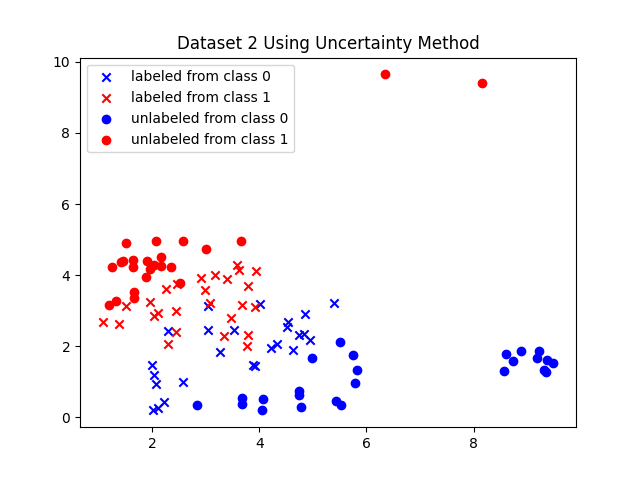 Dataset 2 Using Uncertainty Method
labeled from class 0
labeled from class 1
unlabeled from class 0
unlabeled from class 1
10
8
6
4
2
0
2 4 6 8